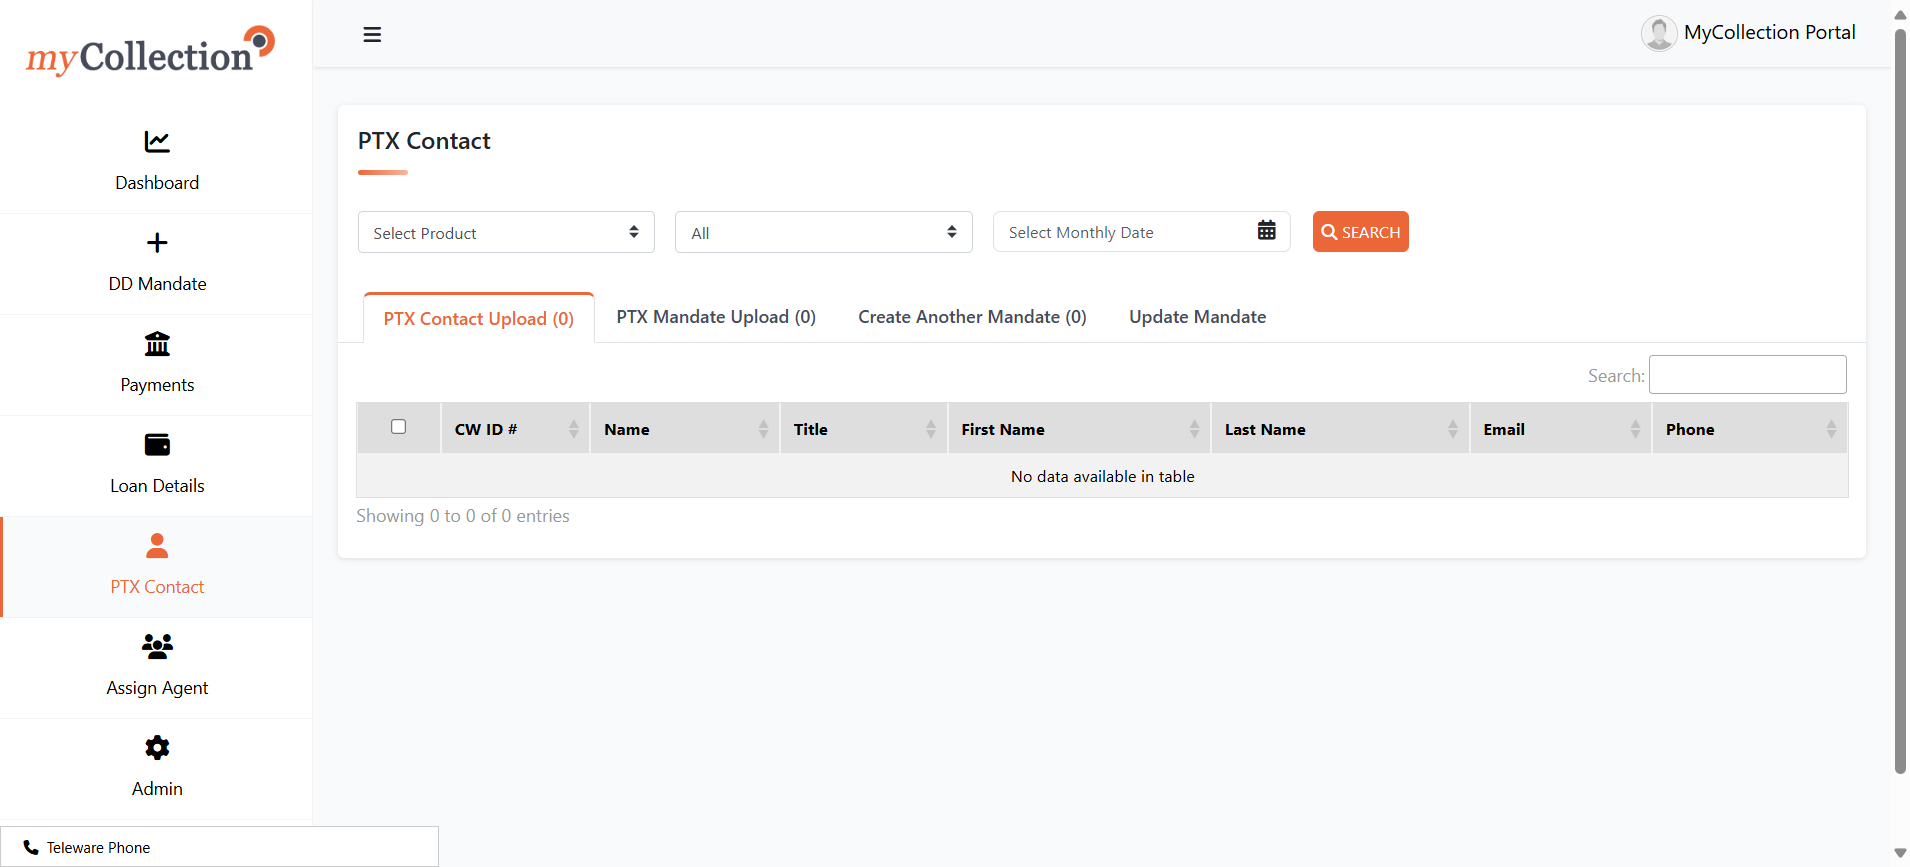 myCollection
MyCollection Portal
Dashboard
DD Mandate
Payments
Loan Details
PTX Contact
Assign Agent
Admin
Teleware Phone
PTX Contact
Select Product
All
Select Monthly Date
SEARCH
PTX Contact Upload (0)
PTX Mandate Upload (0)
Create Another Mandate (0)
Update Mandate
Search:
CW ID # Name Title First Name Last Name Email Phone
No data available in table
Showing 0 to 0 of 0 entries